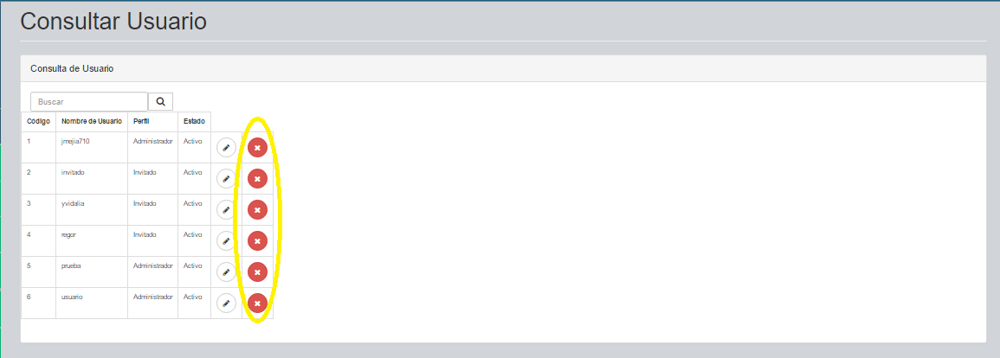 Consultar Usuario
Consulta de Usuario
Buscar
Código Nombre de Usuario Perfil Estado
1 jmejia710 Administrador Activo
2 invitado Invitado Activo
3 yvidalia Invitado Activo
4 regor Invitado Activo
5 prueba Administrador Activo
6 usuario Administrador Activo